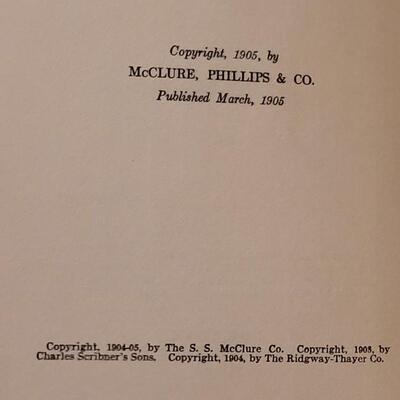 Copyright, 1905, by
McCLURE, PHILLIPS & CO.
Published March, 1905
Copyright, 1904-05, by The S. S. McClure Co. Copyright, 1903, by
Charles Scribner's Sons. Copyright, 1904, by The Ridgway-Thayer Co.